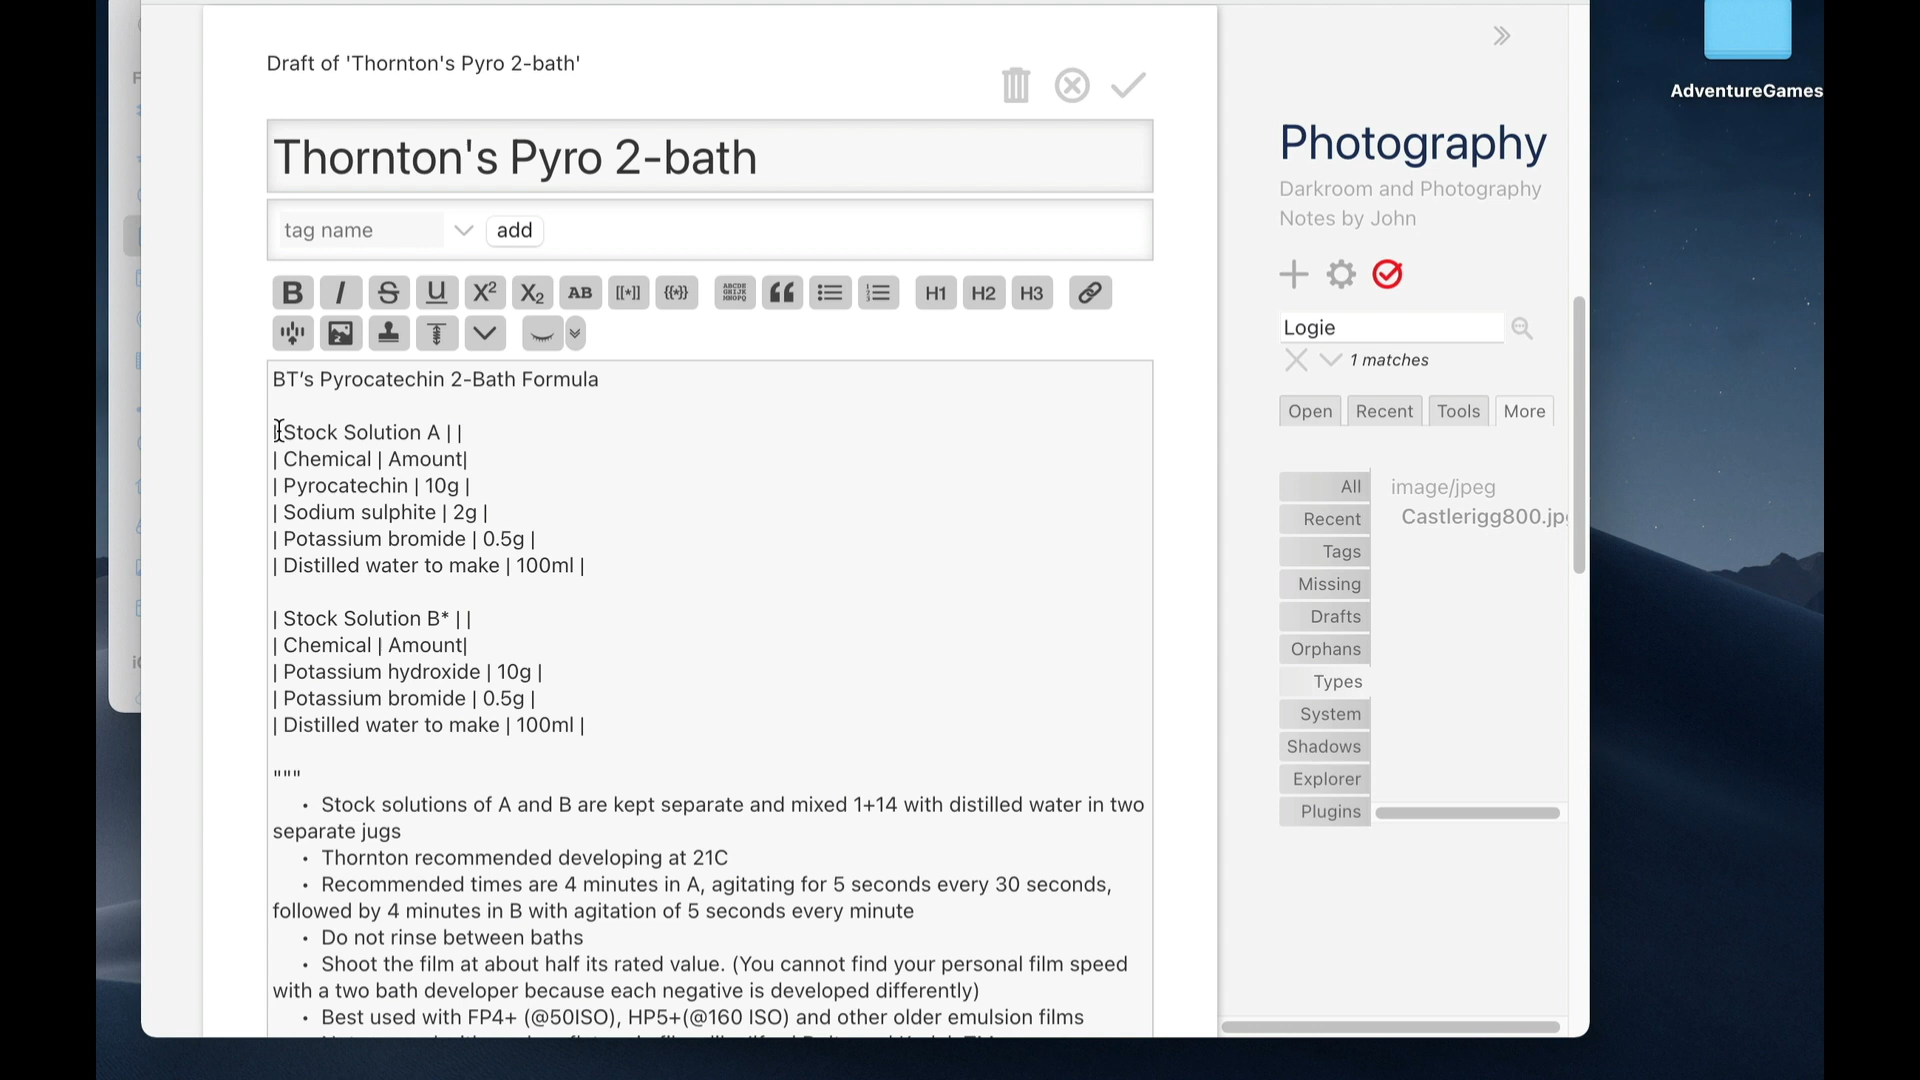 AdventureGames
Draft of 'Thornton's Pyro 2-bath'
Thornton's Pyro 2-bath
tag name
add
B I S U X² X₂ AB [[*]] {{*}} ABCDE GHIJK MNOPQ H1 H2 H3
BT’s Pyrocatechin 2-Bath Formula
| Stock Solution A | |
| Chemical | Amount|
| Pyrocatechin | 10g |
| Sodium sulphite | 2g |
| Potassium bromide | 0.5g |
| Distilled water to make | 100ml |
| Stock Solution B* | |
| Chemical | Amount|
| Potassium hydroxide | 10g |
| Potassium bromide | 0.5g |
| Distilled water to make | 100ml |
"""
• Stock solutions of A and B are kept separate and mixed 1+14 with distilled water in two
separate jugs
• Thornton recommended developing at 21C
• Recommended times are 4 minutes in A, agitating for 5 seconds every 30 seconds,
followed by 4 minutes in B with agitation of 5 seconds every minute
• Do not rinse between baths
• Shoot the film at about half its rated value. (You cannot find your personal film speed
with a two bath developer because each negative is developed differently)
• Best used with FP4+ (@50ISO), HP5+(@160 ISO) and other older emulsion films
Photography
Darkroom and Photography
Notes by John
Logie
1 matches
Open
Recent
Tools
More
All
Recent
Tags
Missing
Drafts
Orphans
Types
System
Shadows
Explorer
Plugins
image/jpeg
Castlerigg800.jp